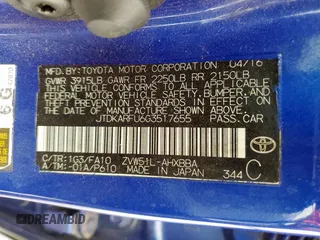 MFD. BY: TOYOTA MOTOR CORPORATION 04/16
GVWR 3915LB GAWR FR 2250LB RR 2150LB
THIS VEHICLE CONFORMS TO ALL APPLICABLE
FEDERAL MOTOR VEHICLE SAFETY, BUMPER, AND
THEFT PREVENTION STANDARDS IN EFFECT ON
THE DATE OF MANUFACTURE SHOWN ABOVE.
JTDKARFU6G3517655 PASS.CAR
C/TR:1G3/FA10 ZVW51L-AHXBBA
A/TM:-01A/P610 MADE IN JAPAN 344 C
TOYOTA
DREAMBID